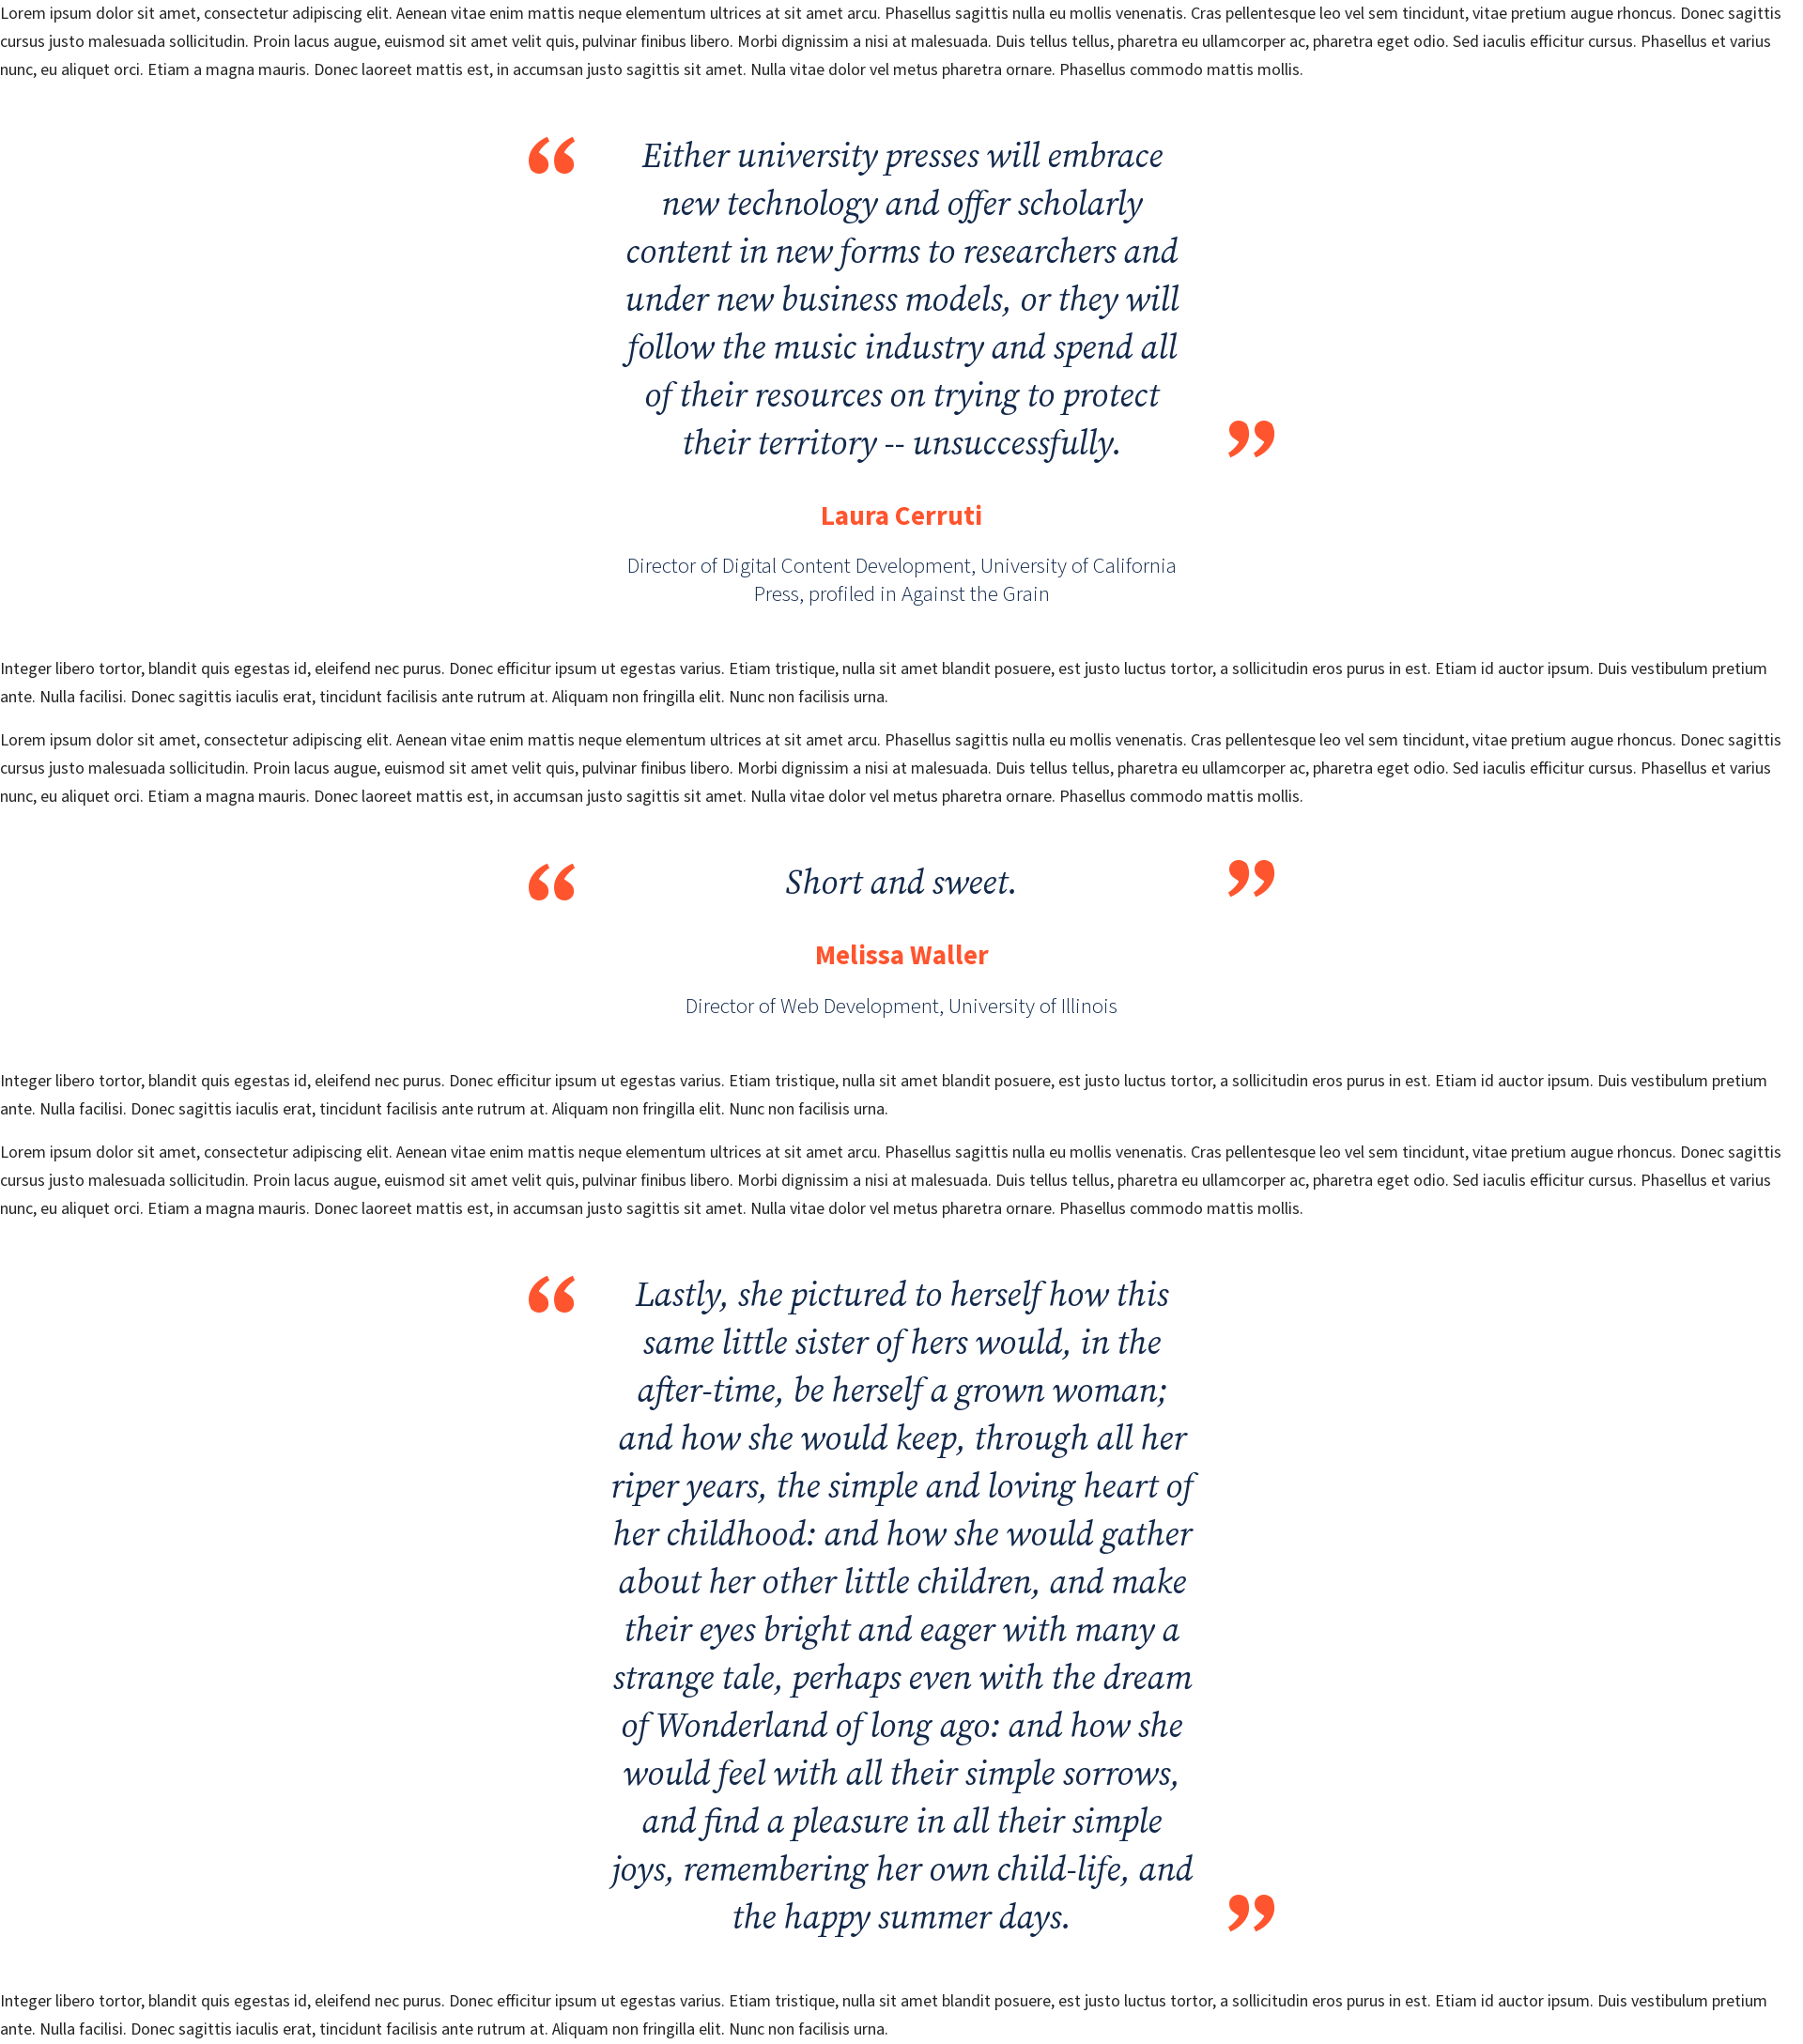 Lorem ipsum dolor sit amet, consectetur adipiscing elit. Aenean vitae enim mattis neque elementum ultrices at sit amet arcu. Phasellus sagittis nulla eu mollis venenatis. Cras pellentesque leo vel sem tincidunt, vitae pretium augue rhoncus. Donec sagittis
cursus justo malesuada sollicitudin. Proin lacus augue, euismod sit amet velit quis, pulvinar finibus libero. Morbi dignissim a nisi at malesuada. Duis tellus tellus, pharetra eu ullamcorper ac, pharetra eget odio. Sed iaculis efficitur cursus. Phasellus et varius
nunc, eu aliquet orci. Etiam a magna mauris. Donec laoreet mattis est, in accumsan justo sagittis sit amet. Nulla vitae dolor vel metus pharetra ornare. Phasellus commodo mattis mollis.
“ Either university presses will embrace
new technology and offer scholarly
content in new forms to researchers and
under new business models, or they will
follow the music industry and spend all
of their resources on trying to protect
their territory -- unsuccessfully. ”
Laura Cerruti
Director of Digital Content Development, University of California
Press, profiled in Against the Grain
Integer libero tortor, blandit quis egestas id, eleifend nec purus. Donec efficitur ipsum ut egestas varius. Etiam tristique, nulla sit amet blandit posuere, est justo luctus tortor, a sollicitudin eros purus in est. Etiam id auctor ipsum. Duis vestibulum pretium
ante. Nulla facilisi. Donec sagittis iaculis erat, tincidunt facilisis ante rutrum at. Aliquam non fringilla elit. Nunc non facilisis urna.
Lorem ipsum dolor sit amet, consectetur adipiscing elit. Aenean vitae enim mattis neque elementum ultrices at sit amet arcu. Phasellus sagittis nulla eu mollis venenatis. Cras pellentesque leo vel sem tincidunt, vitae pretium augue rhoncus. Donec sagittis
cursus justo malesuada sollicitudin. Proin lacus augue, euismod sit amet velit quis, pulvinar finibus libero. Morbi dignissim a nisi at malesuada. Duis tellus tellus, pharetra eu ullamcorper ac, pharetra eget odio. Sed iaculis efficitur cursus. Phasellus et varius
nunc, eu aliquet orci. Etiam a magna mauris. Donec laoreet mattis est, in accumsan justo sagittis sit amet. Nulla vitae dolor vel metus pharetra ornare. Phasellus commodo mattis mollis.
“ Short and sweet. ”
Melissa Waller
Director of Web Development, University of Illinois
Integer libero tortor, blandit quis egestas id, eleifend nec purus. Donec efficitur ipsum ut egestas varius. Etiam tristique, nulla sit amet blandit posuere, est justo luctus tortor, a sollicitudin eros purus in est. Etiam id auctor ipsum. Duis vestibulum pretium
ante. Nulla facilisi. Donec sagittis iaculis erat, tincidunt facilisis ante rutrum at. Aliquam non fringilla elit. Nunc non facilisis urna.
Lorem ipsum dolor sit amet, consectetur adipiscing elit. Aenean vitae enim mattis neque elementum ultrices at sit amet arcu. Phasellus sagittis nulla eu mollis venenatis. Cras pellentesque leo vel sem tincidunt, vitae pretium augue rhoncus. Donec sagittis
cursus justo malesuada sollicitudin. Proin lacus augue, euismod sit amet velit quis, pulvinar finibus libero. Morbi dignissim a nisi at malesuada. Duis tellus tellus, pharetra eu ullamcorper ac, pharetra eget odio. Sed iaculis efficitur cursus. Phasellus et varius
nunc, eu aliquet orci. Etiam a magna mauris. Donec laoreet mattis est, in accumsan justo sagittis sit amet. Nulla vitae dolor vel metus pharetra ornare. Phasellus commodo mattis mollis.
“ Lastly, she pictured to herself how this
same little sister of hers would, in the
after-time, be herself a grown woman;
and how she would keep, through all her
riper years, the simple and loving heart of
her childhood: and how she would gather
about her other little children, and make
their eyes bright and eager with many a
strange tale, perhaps even with the dream
of Wonderland of long ago: and how she
would feel with all their simple sorrows,
and find a pleasure in all their simple
joys, remembering her own child-life, and
the happy summer days. ”
Integer libero tortor, blandit quis egestas id, eleifend nec purus. Donec efficitur ipsum ut egestas varius. Etiam tristique, nulla sit amet blandit posuere, est justo luctus tortor, a sollicitudin eros purus in est. Etiam id auctor ipsum. Duis vestibulum pretium
ante. Nulla facilisi. Donec sagittis iaculis erat, tincidunt facilisis ante rutrum at. Aliquam non fringilla elit. Nunc non facilisis urna.